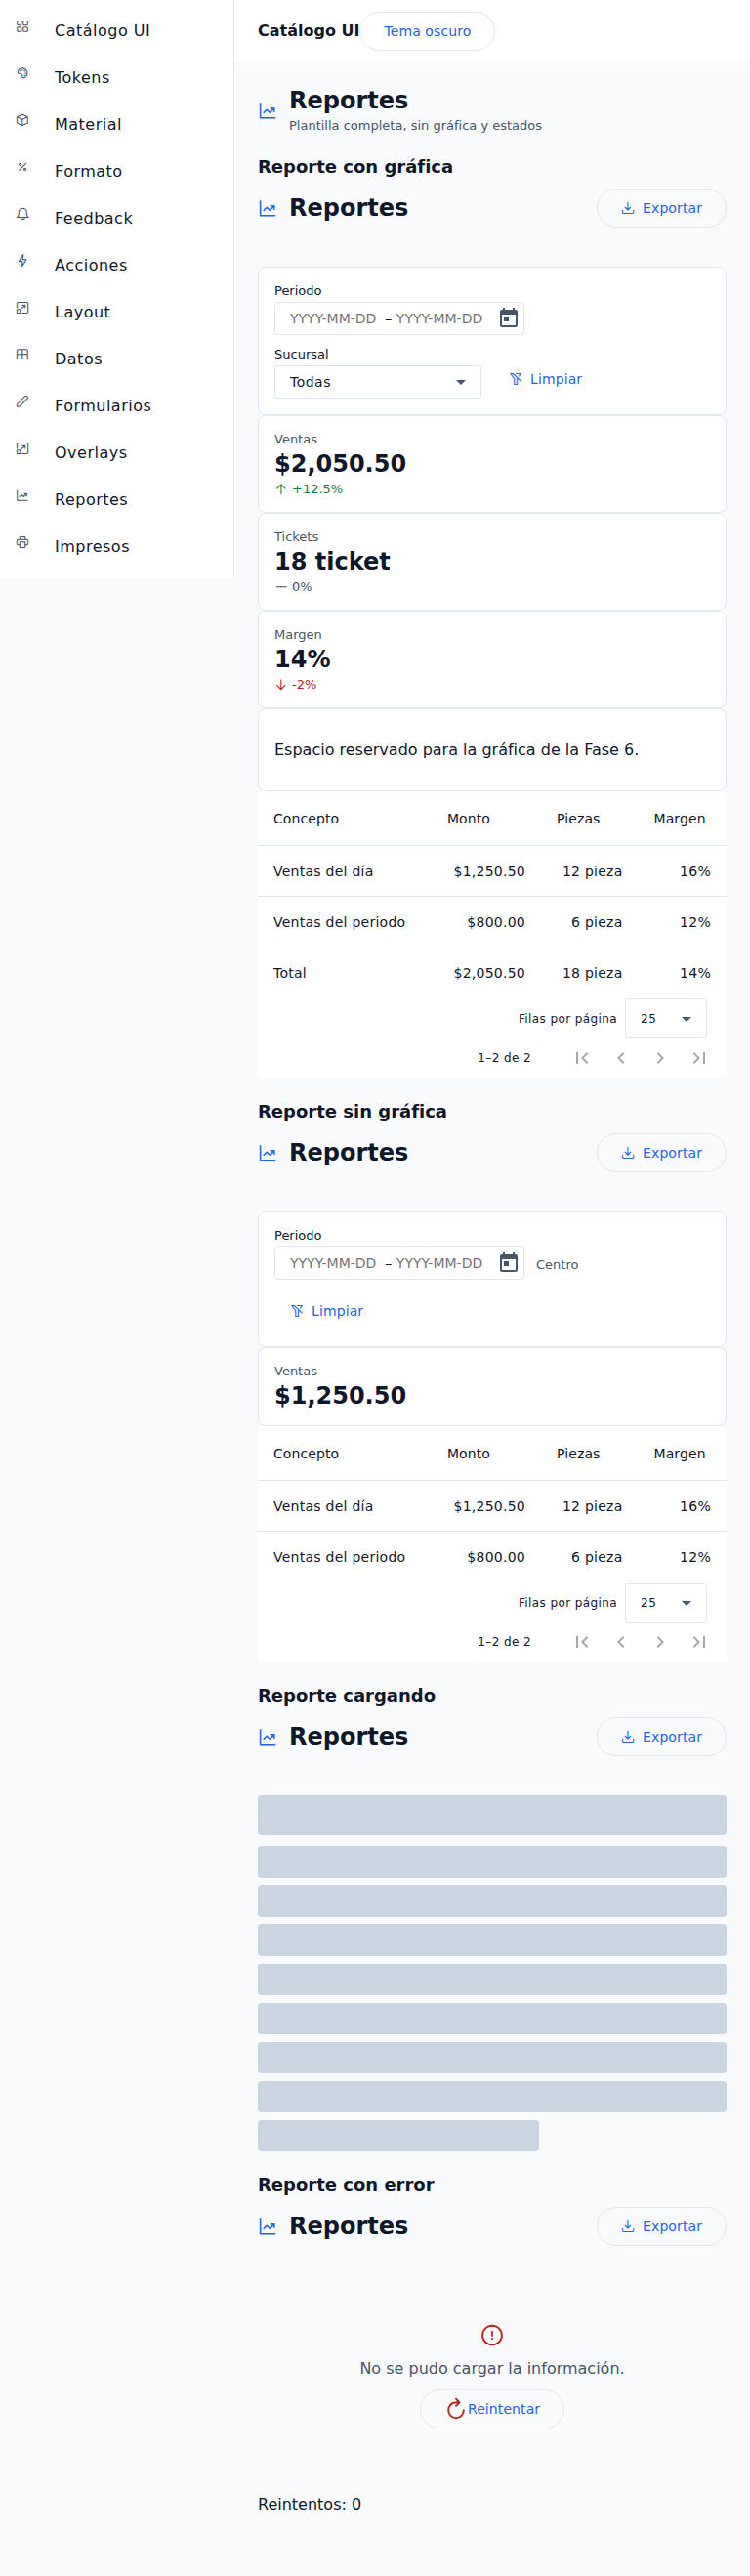 Catálogo UI
Tokens
Material
Formato
Feedback
Acciones
Layout
Datos
Formularios
Overlays
Reportes
Impresos
Catálogo UI Tema oscuro
Reportes
Plantilla completa, sin gráfica y estados
Reporte con gráfica
Reportes Exportar
Periodo
YYYY-MM-DD – YYYY-MM-DD
Sucursal
Todas Limpiar
Ventas
$2,050.50
+12.5%
Tickets
18 ticket
0%
Margen
14%
-2%
Espacio reservado para la gráfica de la Fase 6.
Concepto Monto Piezas Margen
Ventas del día $1,250.50 12 pieza 16%
Ventas del periodo $800.00 6 pieza 12%
Total $2,050.50 18 pieza 14%
Filas por página 25
1–2 de 2
Reporte sin gráfica
Reportes Exportar
Periodo
YYYY-MM-DD – YYYY-MM-DD Centro
Limpiar
Ventas
$1,250.50
Concepto Monto Piezas Margen
Ventas del día $1,250.50 12 pieza 16%
Ventas del periodo $800.00 6 pieza 12%
Filas por página 25
1–2 de 2
Reporte cargando
Reportes Exportar
Reporte con error
Reportes Exportar
No se pudo cargar la información.
Reintentar
Reintentos: 0